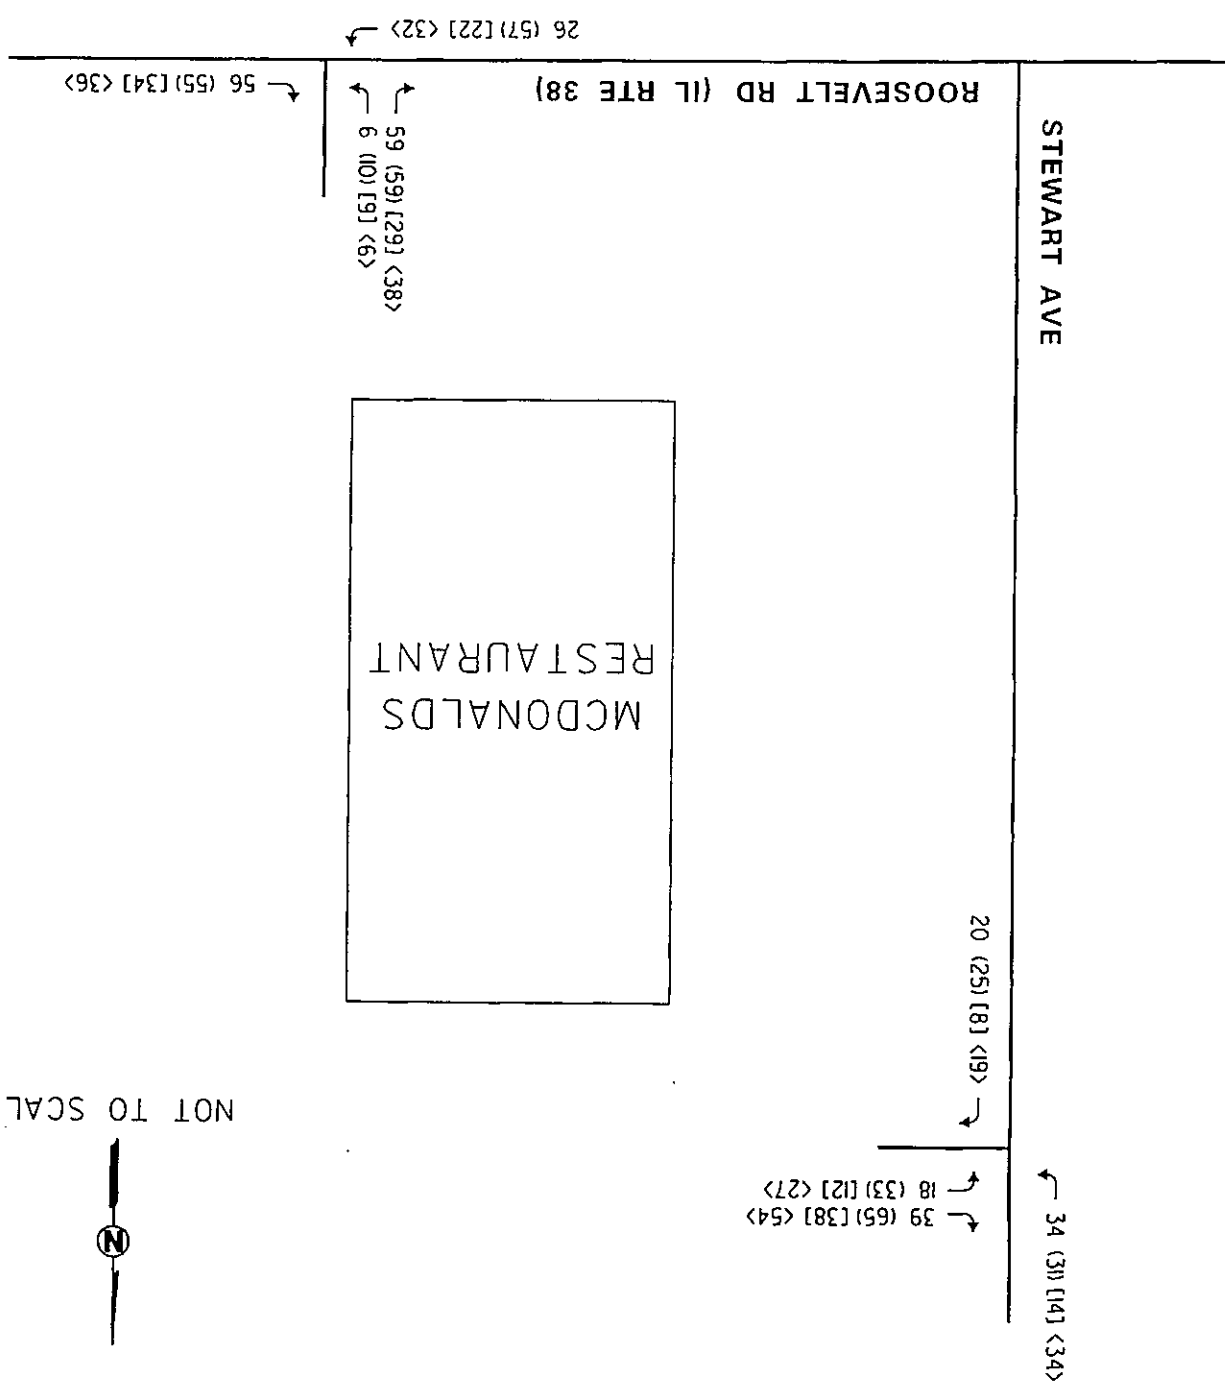 26 (57) [22] <32>
ROOSEVELT RD (IL RTE 38)
56 (55) [34] <36>
59 (59) [29] <38>
6 (10) [9] <6>
STEWART AVE
MCDONALDS
RESTAURANT
20 (25) [8] <19>
18 (33) [12] <27>
39 (65) [38] <54>
34 (31) [14] <34>
NOT TO SCAL
N